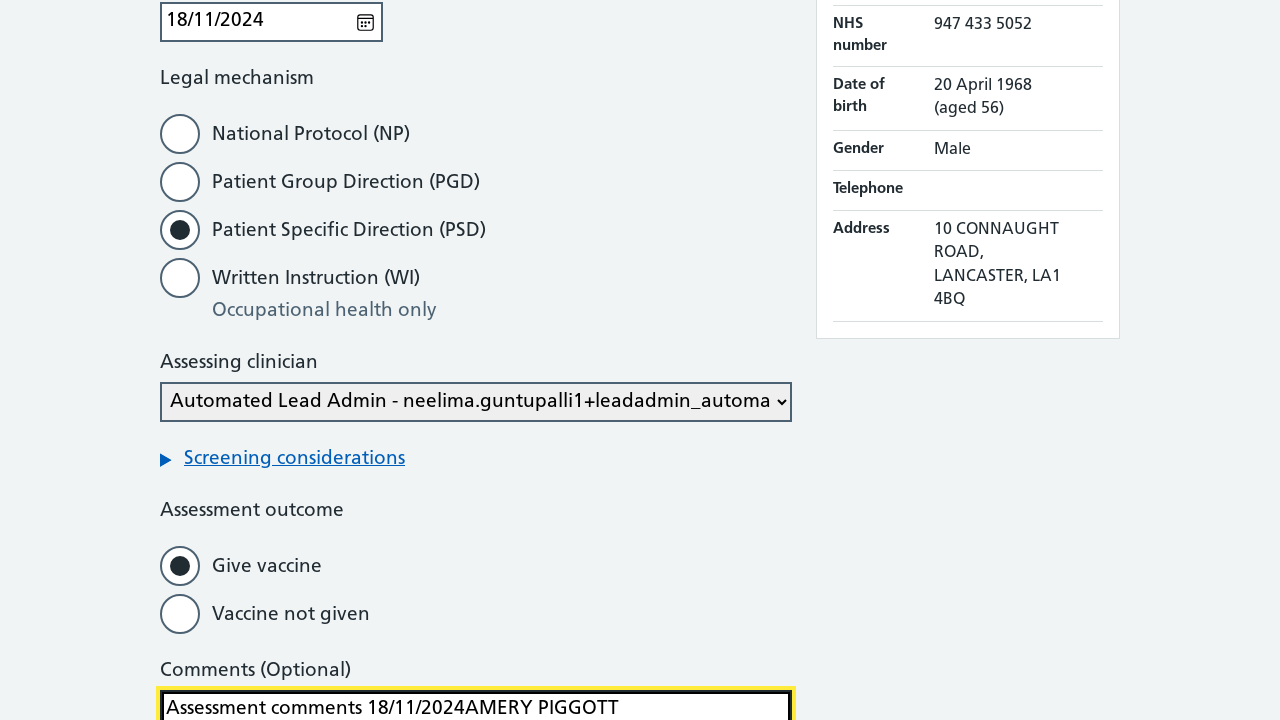 18/11/2024
Legal mechanism
National Protocol (NP)
Patient Group Direction (PGD)
Patient Specific Direction (PSD)
Written Instruction (WI)
Occupational health only
Assessing clinician
Automated Lead Admin - neelima.guntupalli1+leadadmin_automa
Screening considerations
Assessment outcome
Give vaccine
Vaccine not given
Comments (Optional)
Assessment comments 18/11/2024AMERY PIGGOTT
NHS number
947 433 5052
Date of birth
20 April 1968
(aged 56)
Gender
Male
Telephone
Address
10 CONNAUGHT
ROAD,
LANCASTER, LA1
4BQ